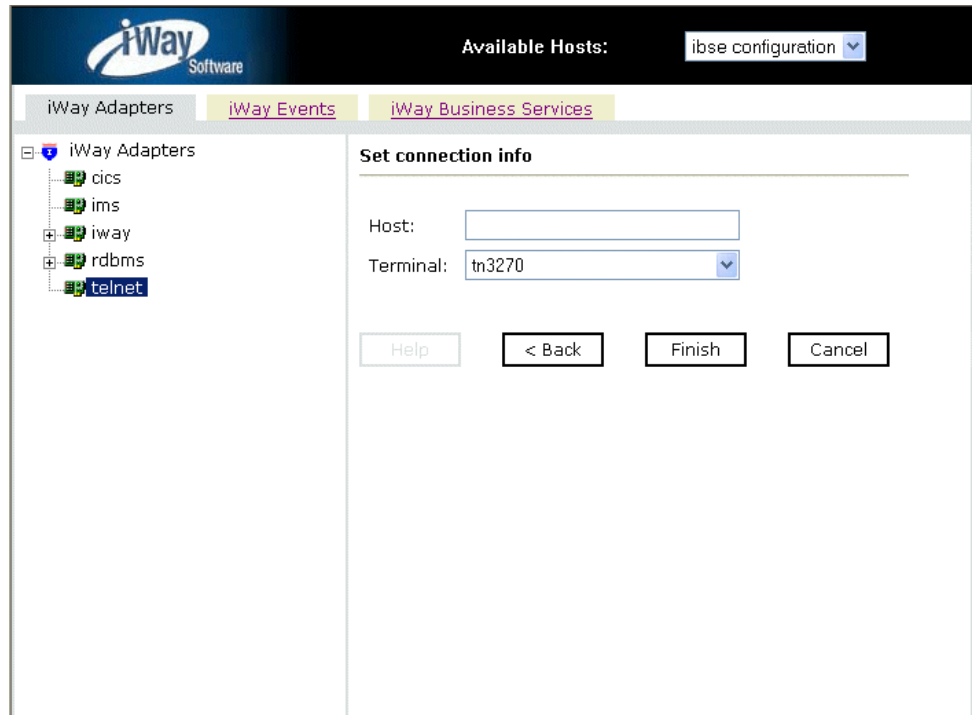 iWay
Software
Available Hosts: ibse configuration
iWay Adapters iWay Events iWay Business Services
iWay Adapters
cics
ims
iway
rdbms
telnet
Set connection info
Host:
Terminal: tn3270
Help < Back Finish Cancel